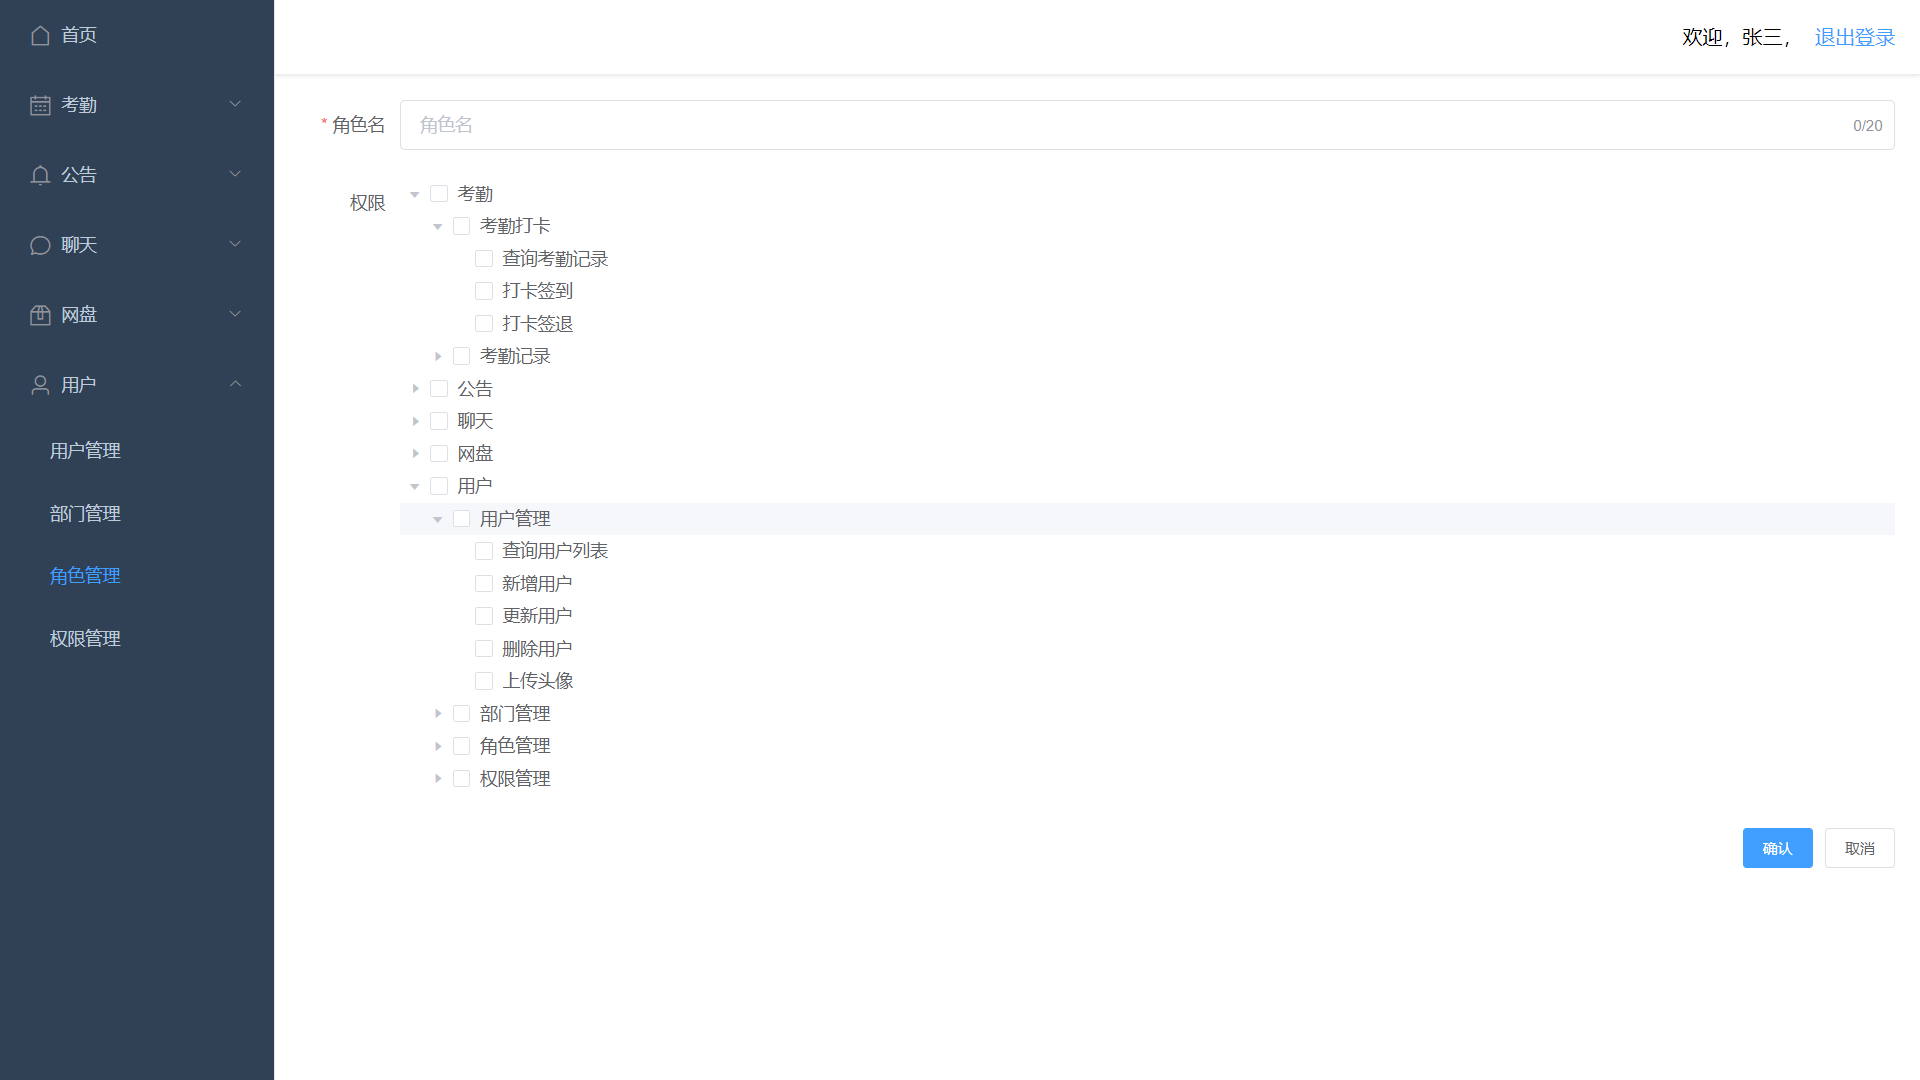 首页
考勤
公告
聊天
网盘
用户
用户管理
部门管理
角色管理
权限管理
欢迎，张三， 退出登录
* 角色名 角色名 0/20
权限
考勤
考勤打卡
查询考勤记录
打卡签到
打卡签退
考勤记录
公告
聊天
网盘
用户
用户管理
查询用户列表
新增用户
更新用户
删除用户
上传头像
部门管理
角色管理
权限管理
确认 取消